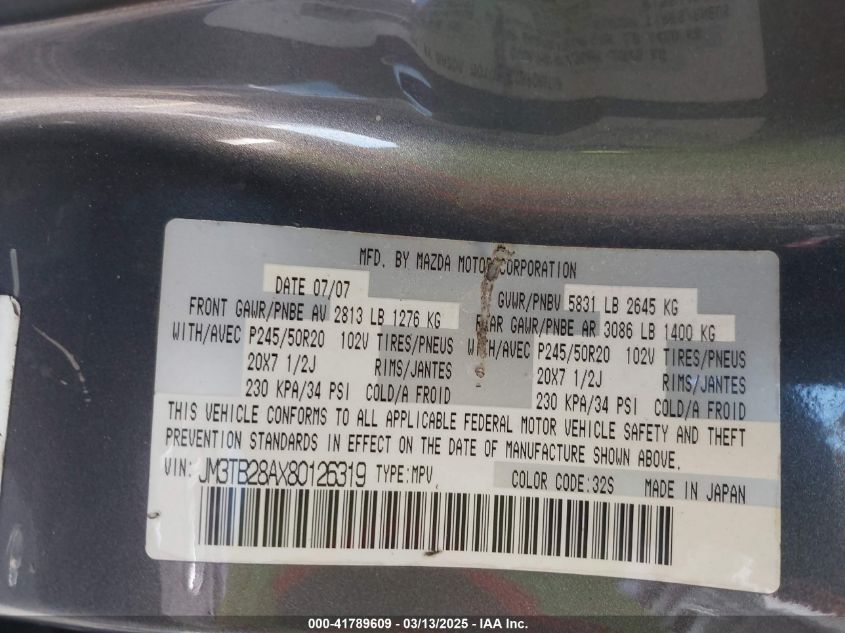 MFD. BY MAZDA MOTOR CORPORATION
DATE 07/07 GVWR/PNBV 5831 LB 2645 KG
FRONT GAWR/PNBE AV 2813 LB 1276 KG REAR GAWR/PNBE AR 3086 LB 1400 KG
WITH/AVEC P245/50R20 102V TIRES/PNEUS WITH/AVEC P245/50R20 102V TIRES/PNEUS
20X7 1/2J RIMS/JANTES 20X7 1/2J RIMS/JANTES
230 KPA/34 PSI COLD/A FROID 230 KPA/34 PSI COLD/A FROID
THIS VEHICLE CONFORMS TO ALL APPLICABLE FEDERAL MOTOR VEHICLE SAFETY AND THEFT
PREVENTION STANDARDS IN EFFECT ON THE DATE OF MANUFACTURE SHOWN ABOVE.
VIN: JM3TB28AX80126319 TYPE:MPV COLOR CODE:32S MADE IN JAPAN
000-41789609 - 03/13/2025 - IAA Inc.